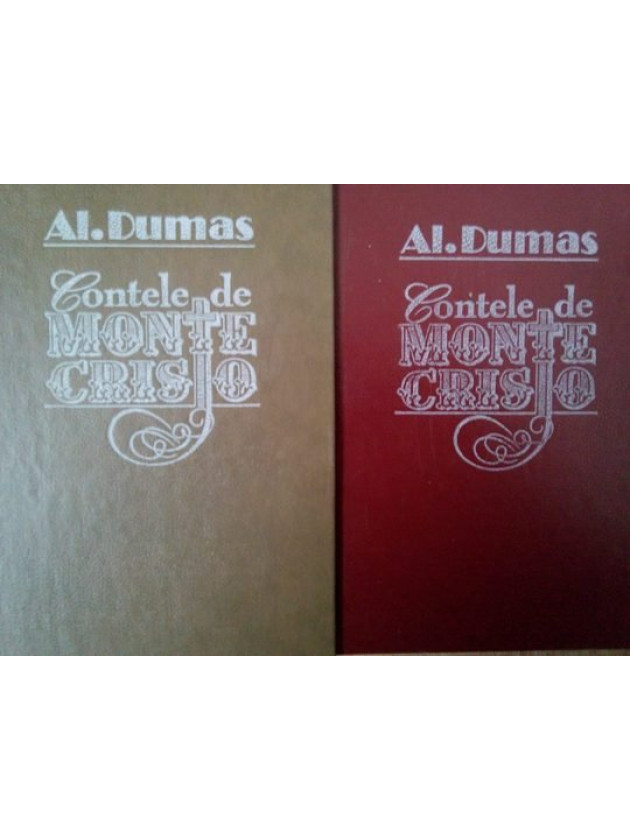 Al. Dumas
Contele de
MONTE
CRISTO
Al. Dumas
Contele de
MONTE
CRISTO